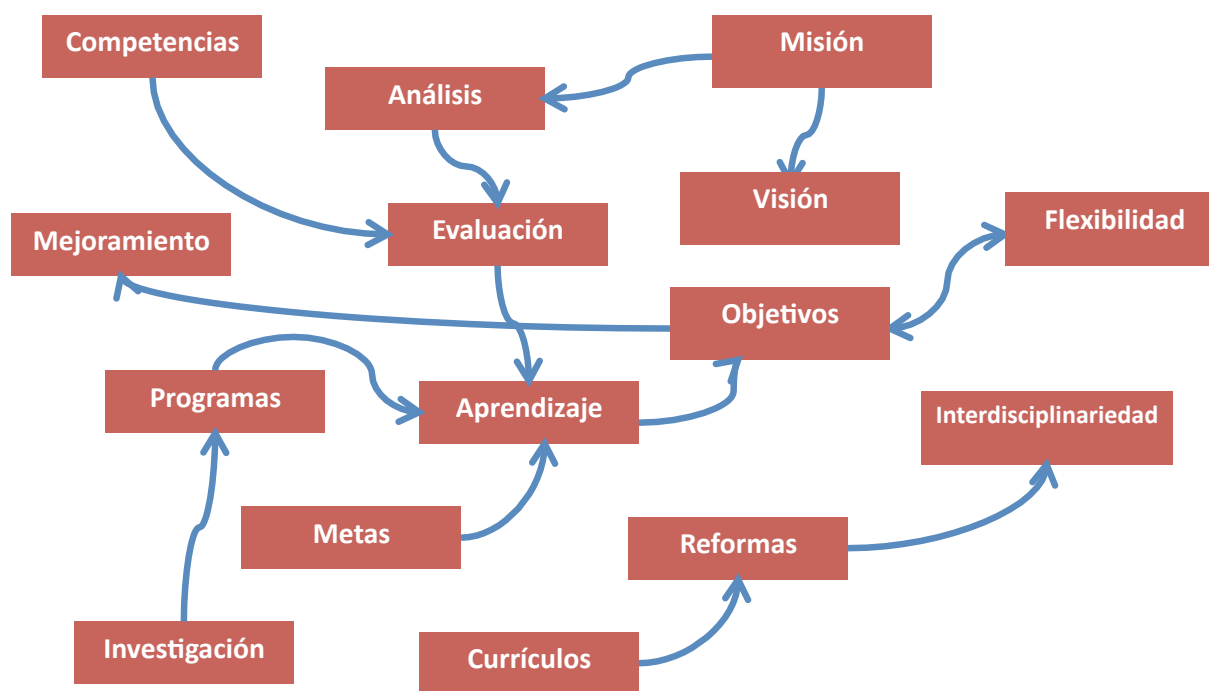 Competencias
Misión
Análisis
Visión
Flexibilidad
Evaluación
Mejoramiento
Objetivos
Programas
Aprendizaje
Interdisciplinariedad
Metas
Reformas
Investigación
Currículos